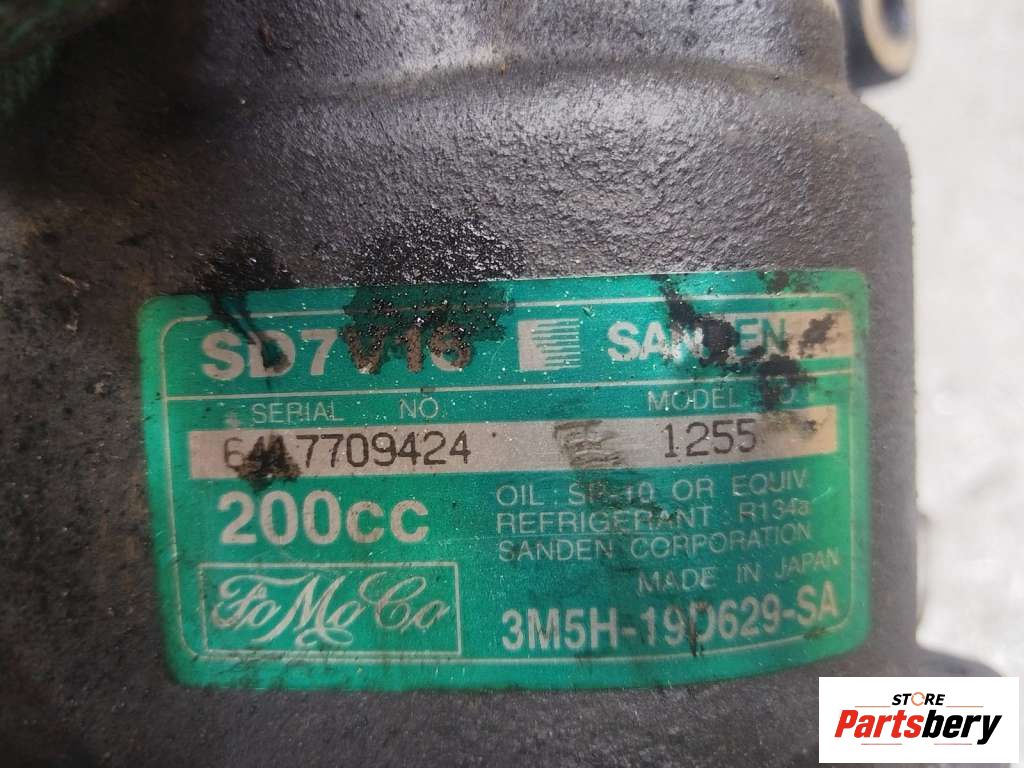 SD7V16 SANDEN
SERIAL NO. MODEL NO.
7709424 1255
200cc
OIL: SP-10 OR EQUIV.
REFRIGERANT R134a
SANDEN CORPORATION
MADE IN JAPAN
FoMoCo
3M5H-19D629-SA
STORE
Partsbery